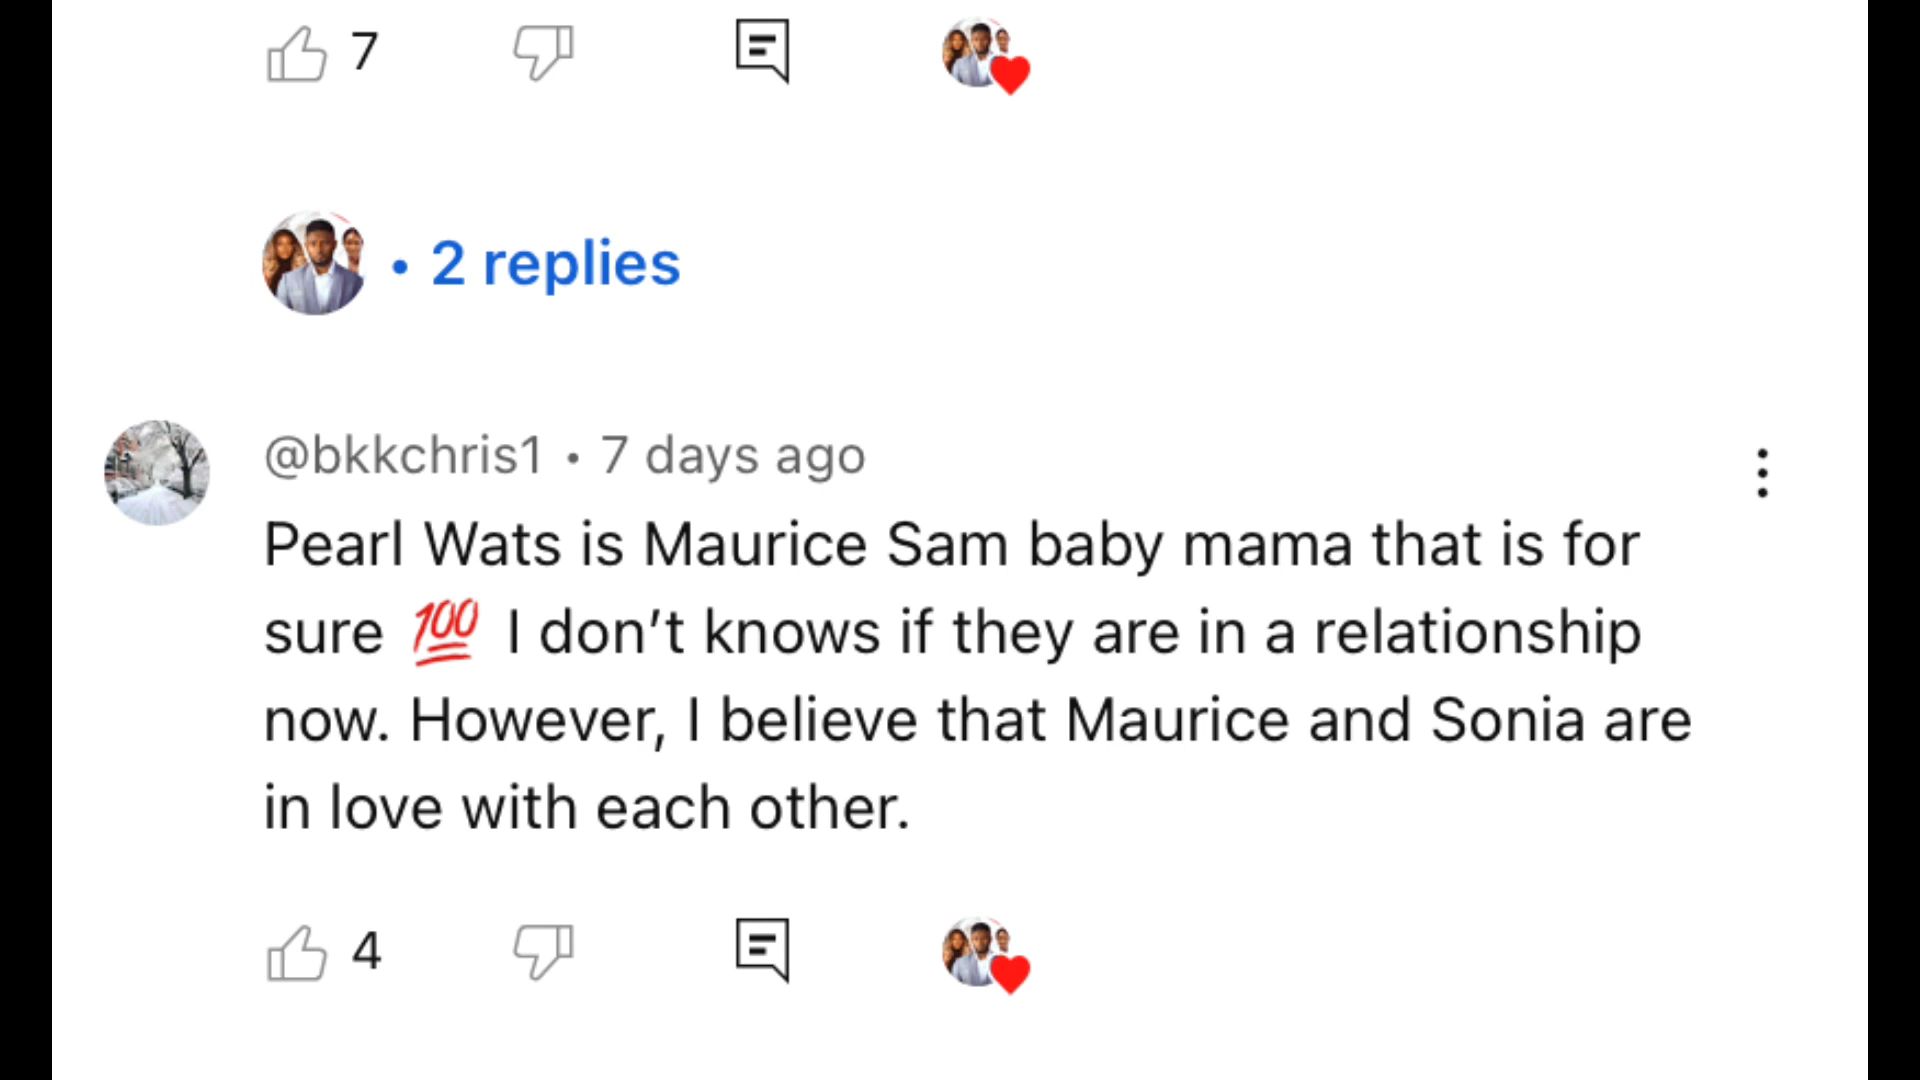 7
• 2 replies
@bkkchris1 • 7 days ago
Pearl Wats is Maurice Sam baby mama that is for
sure 💯 I don’t knows if they are in a relationship
now. However, I believe that Maurice and Sonia are
in love with each other.
4